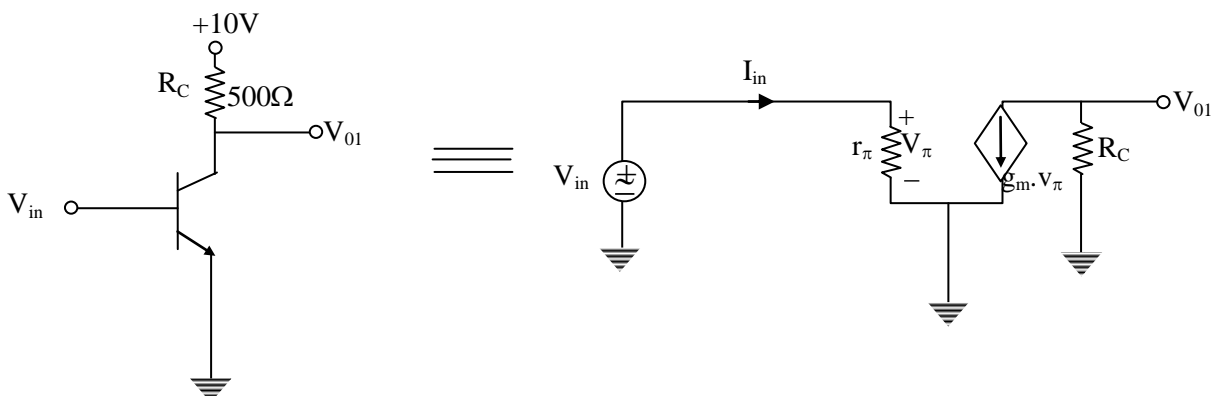 +10V
R_C
500Ω
V_01
V_in
I_in
V_in
+
−
r_π
+
V_π
−
g_m.v_π
R_C
V_01